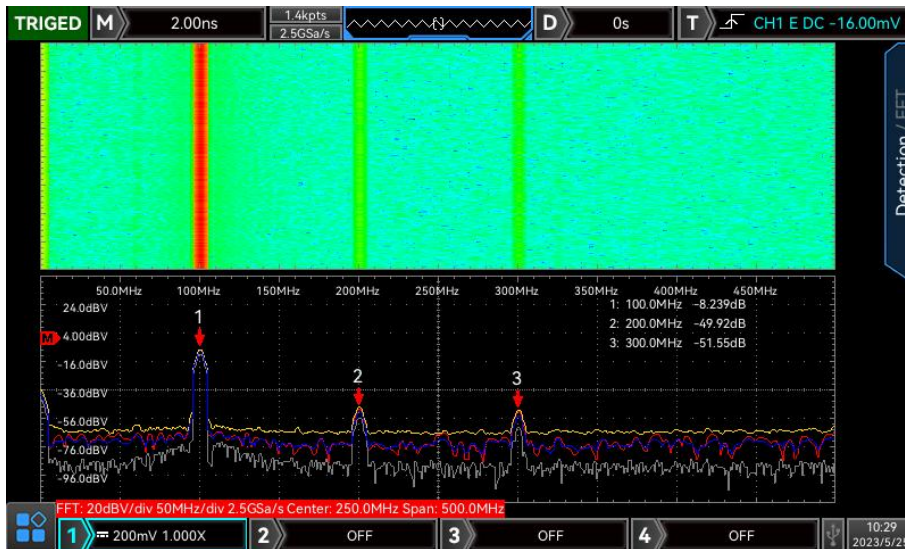 TRIGED M 2.00ns 1.4kpts 2.5GSa/s D 0s T CH1 E DC -16.00mV
Detection / FFT
50.0MHz 100MHz 150MHz 200MHz 250MHz 300MHz 350MHz 400MHz 450MHz
24.0dBV
M 4.00dBV
-16.0dBV
-36.0dBV
-56.0dBV
-76.0dBV
-96.0dBV
1
2
3
1: 100.0MHz -8.239dB
2: 200.0MHz -49.92dB
3: 300.0MHz -51.55dB
FFT: 20dBV/div 50MHz/div 2.5GSa/s Center: 250.0MHz Span: 500.0MHz
1 200mV 1.000X 2 OFF 3 OFF 4 OFF 10:29
2023/5/25